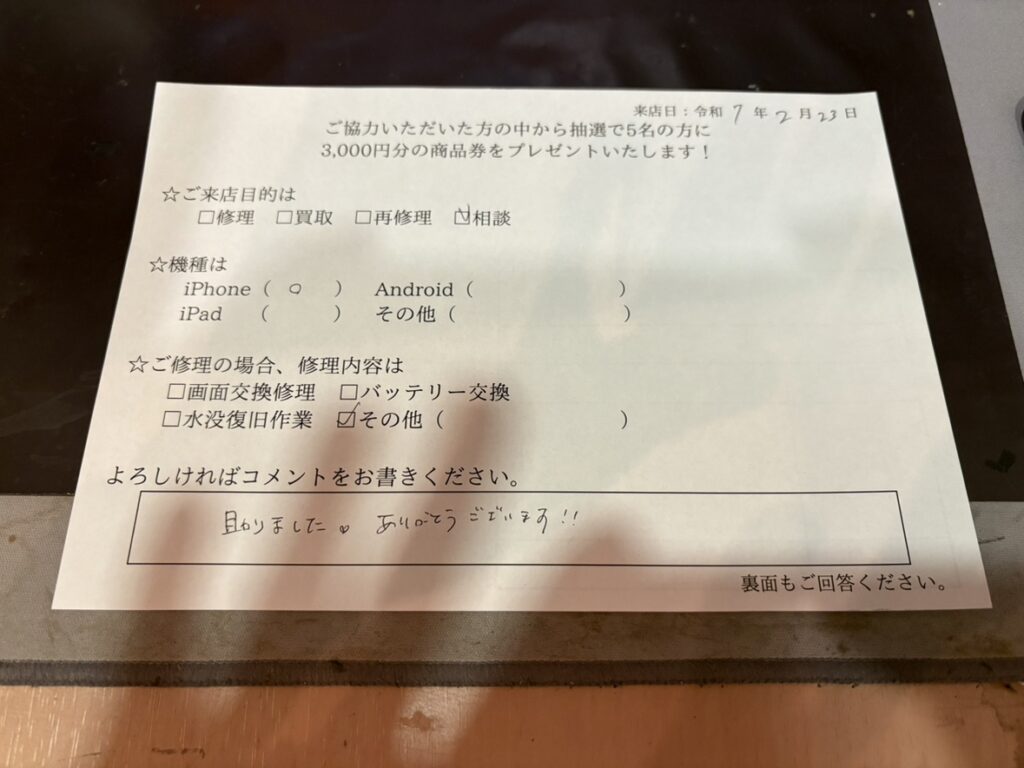 来店日：令和 7 年 2 月 23 日
ご協力いただいた方の中から抽選で5名の方に
3,000円分の商品券をプレゼントいたします！
☆ご来店目的は
□修理 □買取 □再修理 ☑相談
☆機種は
iPhone（ ○ ） Android（ ）
iPad （ ） その他（ ）
☆ご修理の場合、修理内容は
□画面交換修理 □バッテリー交換
□水没復旧作業 ☑その他（ ）
よろしければコメントをお書きください。
助かりました。ありがとうございます!!
裏面もご回答ください。